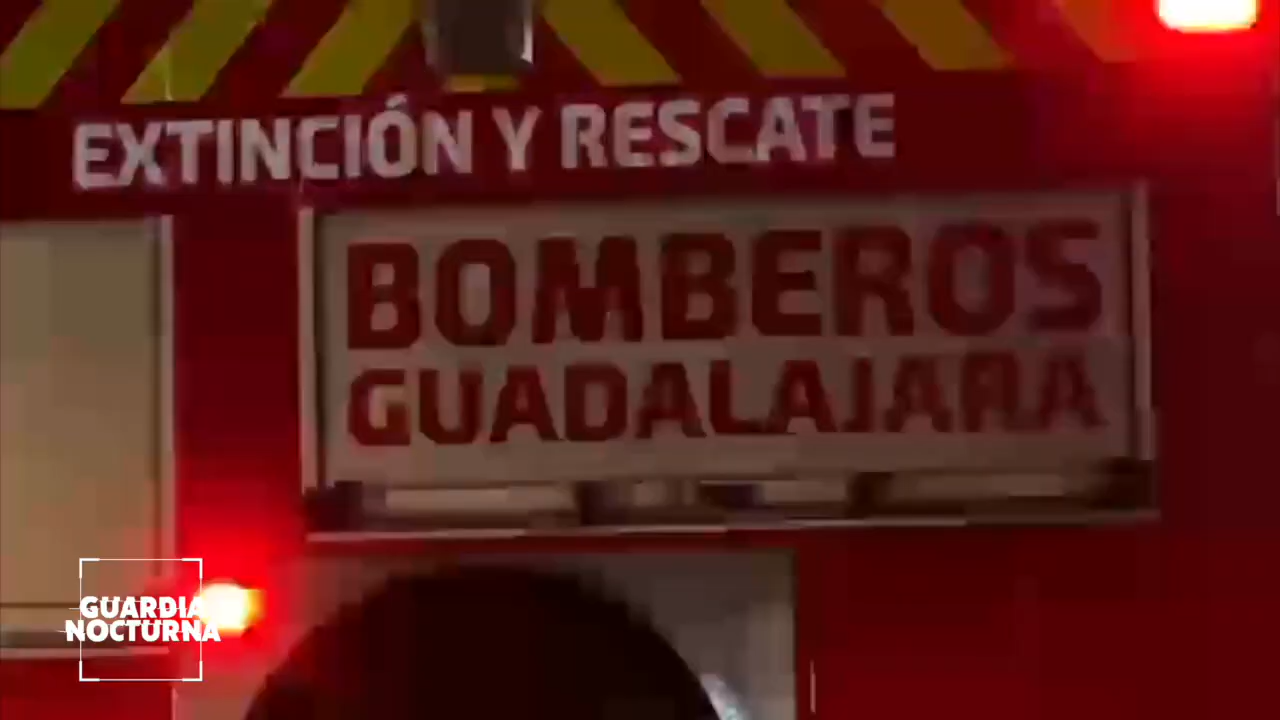 EXTINCIÓN Y RESCATE
BOMBEROS
GUADALAJARA
GUARDIA
NOCTURNA